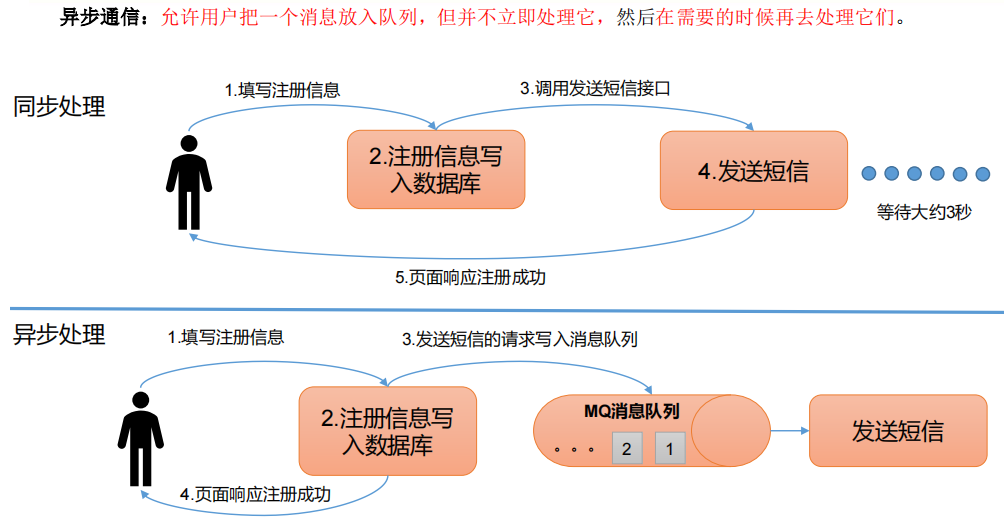 异步通信：允许用户把一个消息放入队列，但并不立即处理它，然后在需要的时候再去处理它们。
同步处理
1.填写注册信息
3.调用发送短信接口
2.注册信息写
入数据库
4.发送短信
等待大约3秒
5.页面响应注册成功
异步处理
1.填写注册信息
3.发送短信的请求写入消息队列
2.注册信息写
入数据库
MQ消息队列
。。。 2 1
发送短信
4.页面响应注册成功